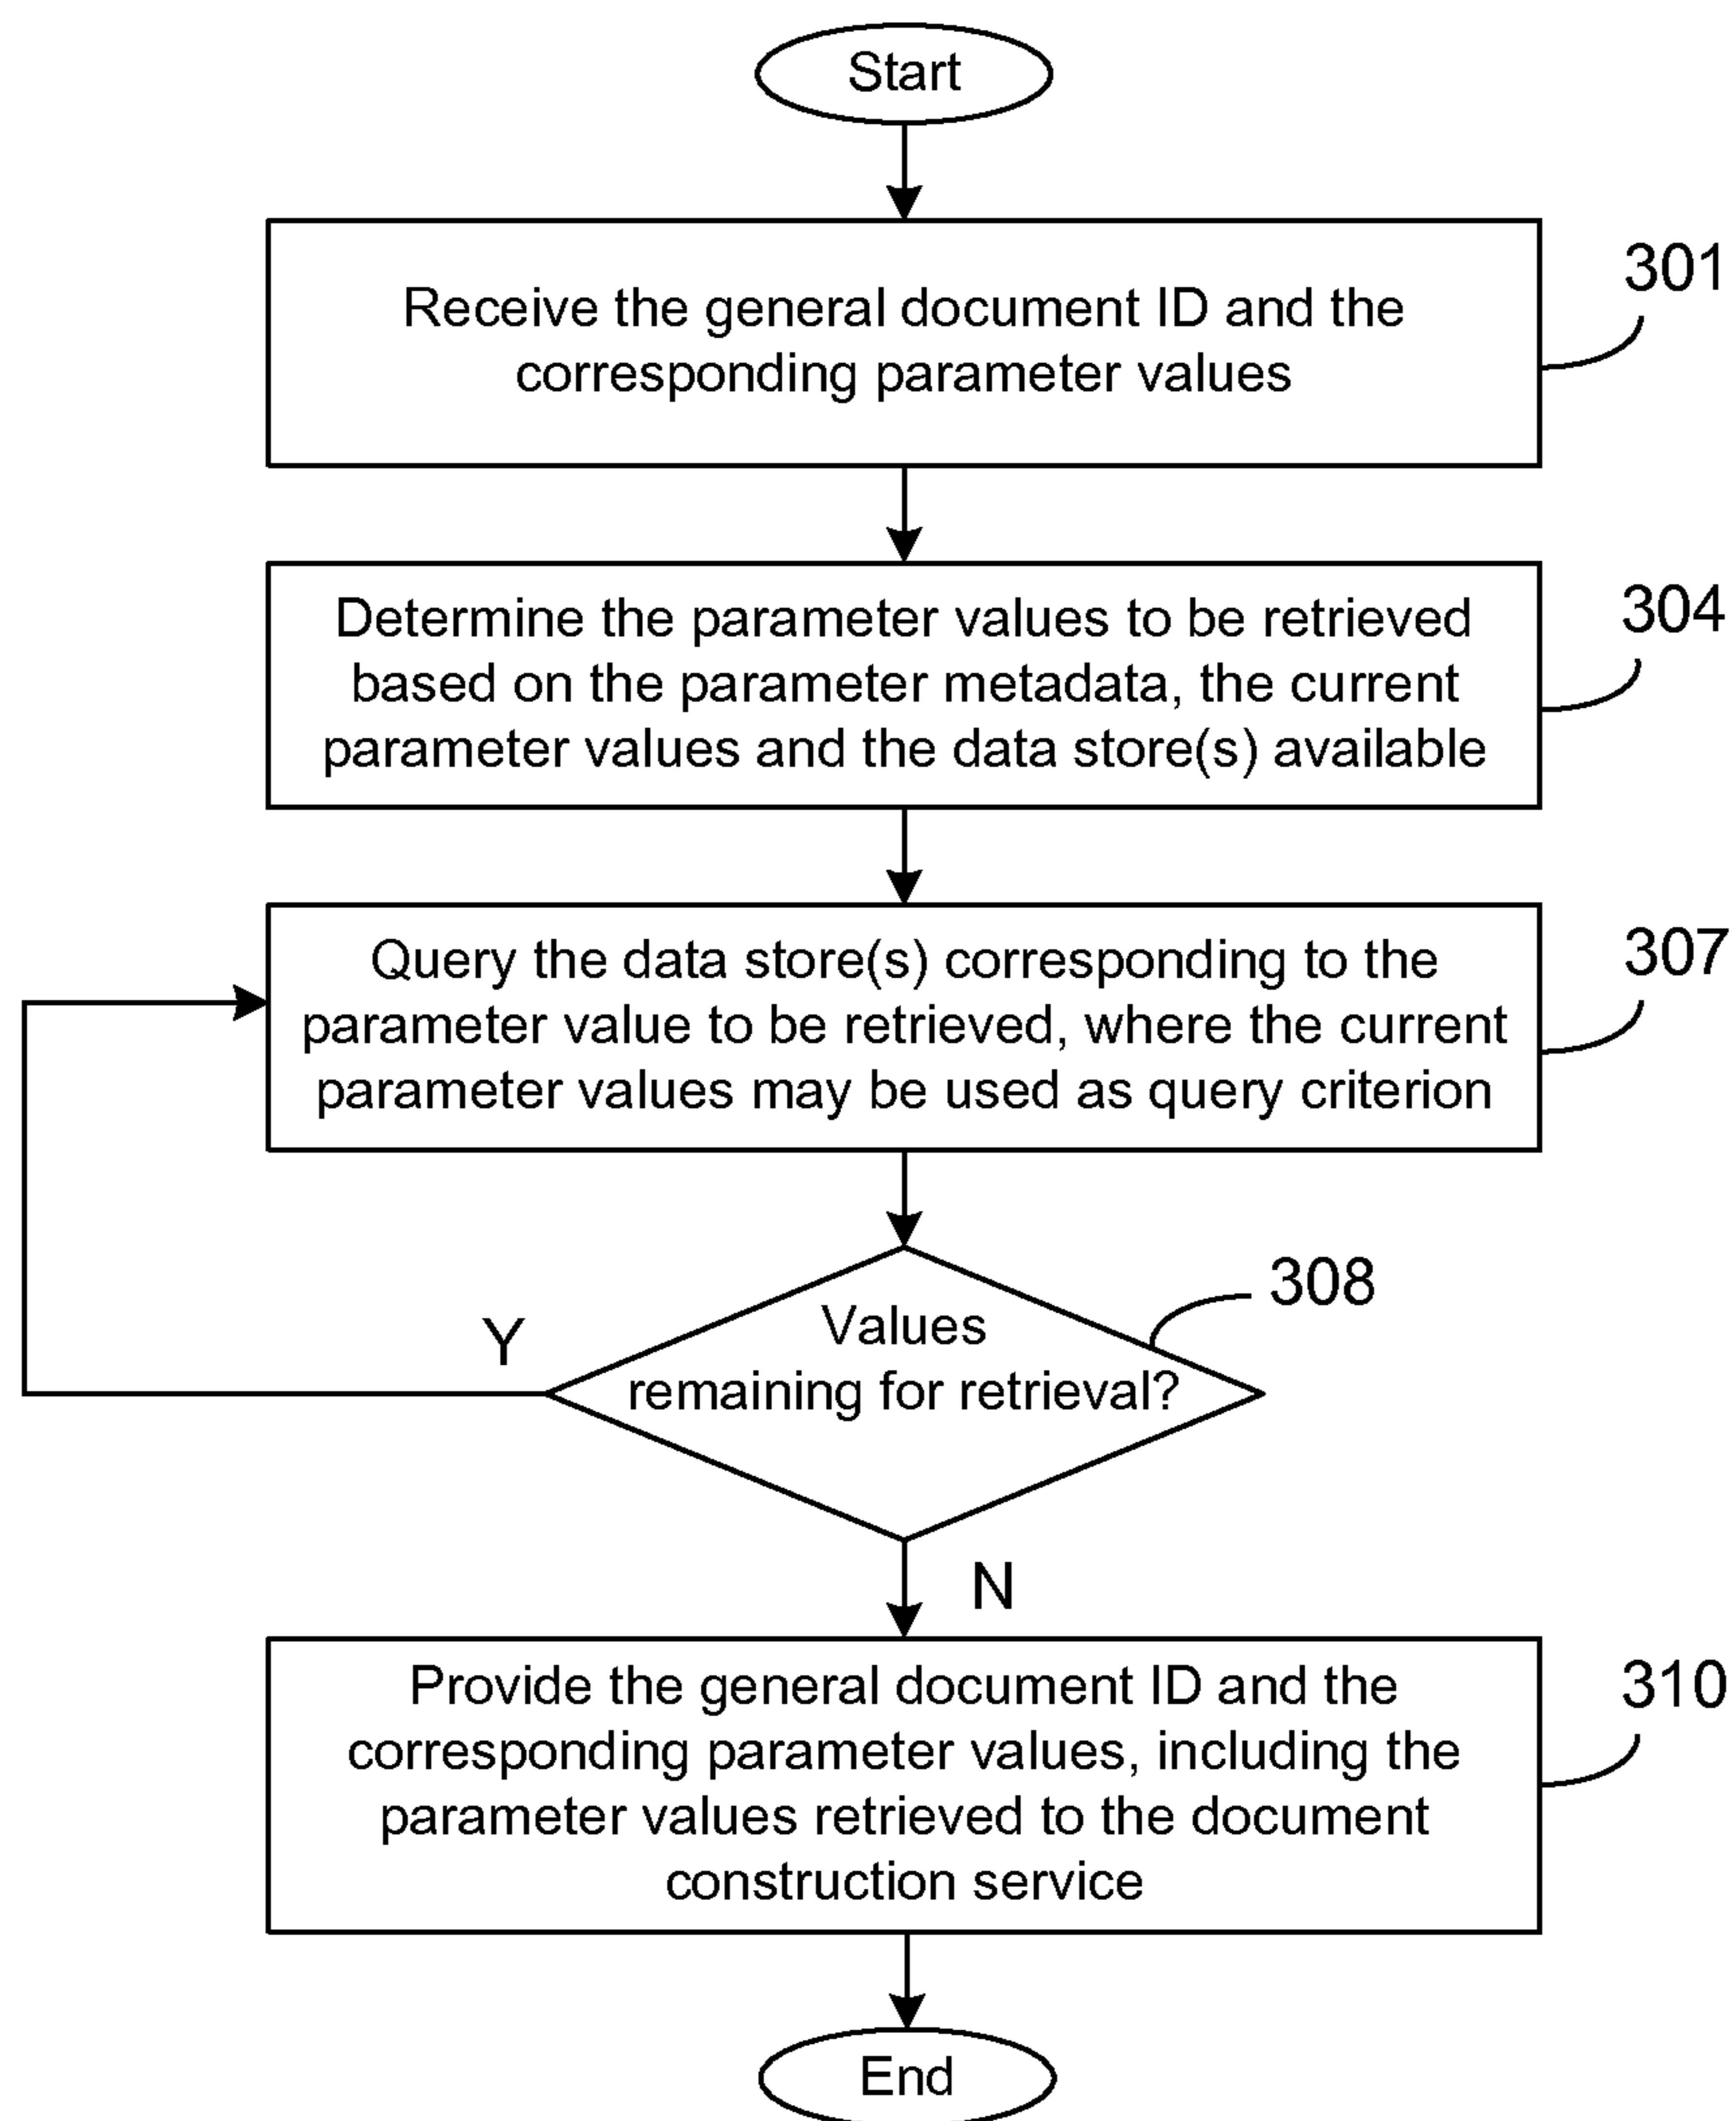 Start
Receive the general document ID and the
corresponding parameter values
301
Determine the parameter values to be retrieved
based on the parameter metadata, the current
parameter values and the data store(s) available
304
Query the data store(s) corresponding to the
parameter value to be retrieved, where the current
parameter values may be used as query criterion
307
Values
remaining for retrieval?
308
Y
N
Provide the general document ID and the
corresponding parameter values, including the
parameter values retrieved to the document
construction service
310
End